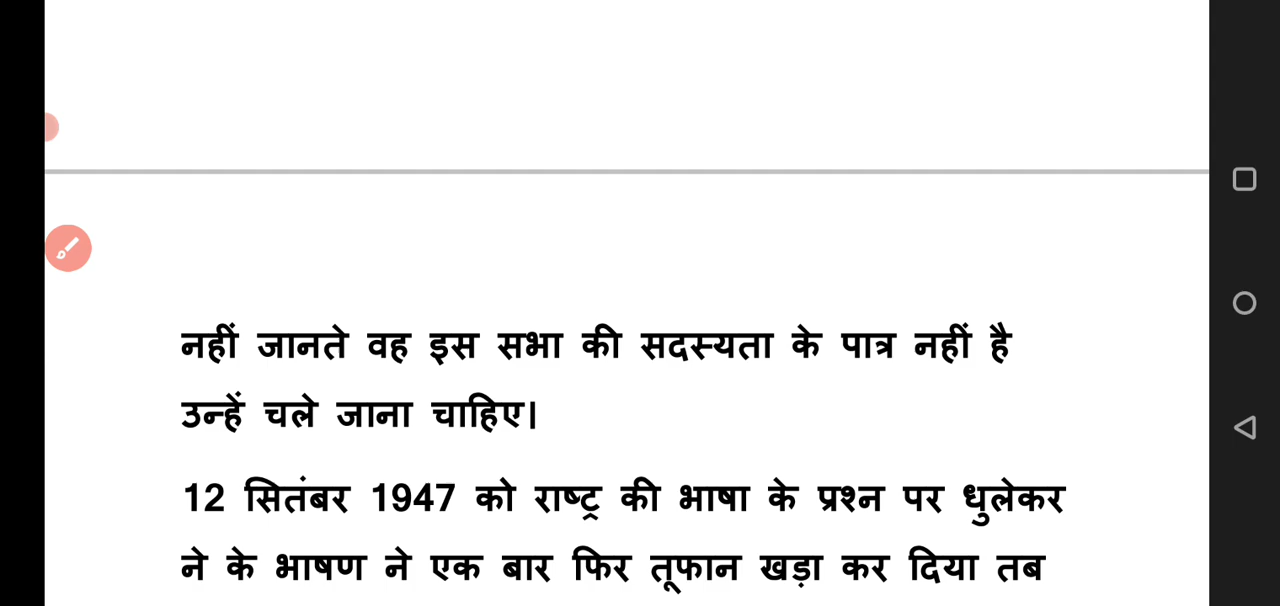 नहीं जानते वह इस सभा की सदस्यता के पात्र नहीं है
उन्हें चले जाना चाहिए।
12 सितंबर 1947 को राष्ट्र की भाषा के प्रश्न पर धुलेकर
ने के भाषण ने एक बार फिर तूफान खड़ा कर दिया तब